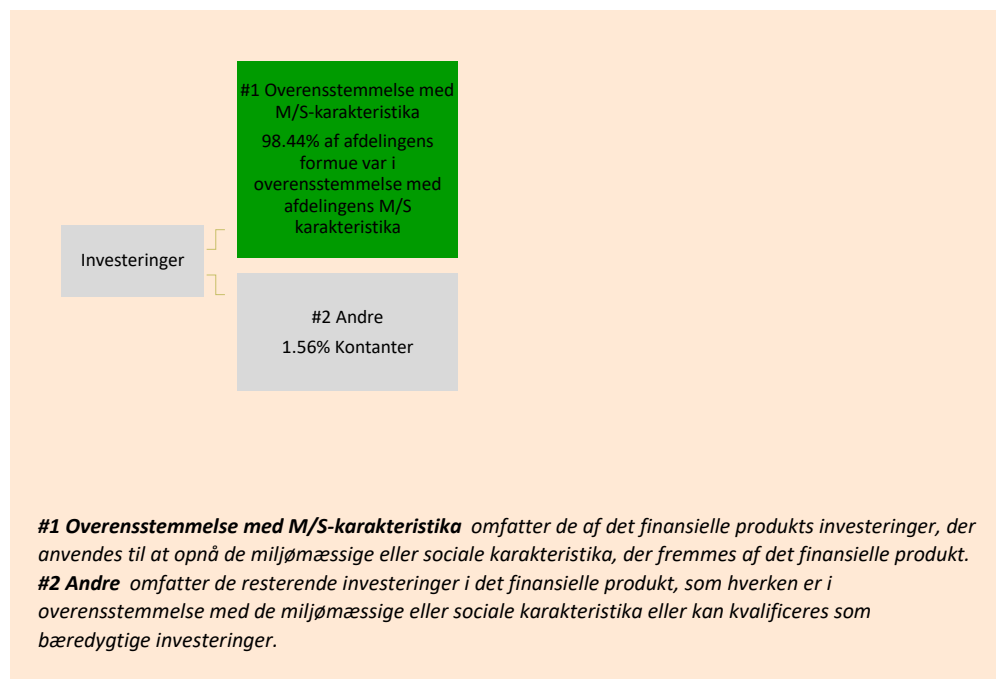 #1 Overensstemmelse med
M/S-karakteristika
98.44% af afdelingens
formue var i
overensstemmelse med
afdelingens M/S
karakteristika
Investeringer
#2 Andre
1.56% Kontanter
#1 Overensstemmelse med M/S-karakteristika omfatter de af det finansielle produkts investeringer, der
anvendes til at opnå de miljømæssige eller sociale karakteristika, der fremmes af det finansielle produkt.
#2 Andre omfatter de resterende investeringer i det finansielle produkt, som hverken er i
overensstemmelse med de miljømæssige eller sociale karakteristika eller kan kvalificeres som
bæredygtige investeringer.